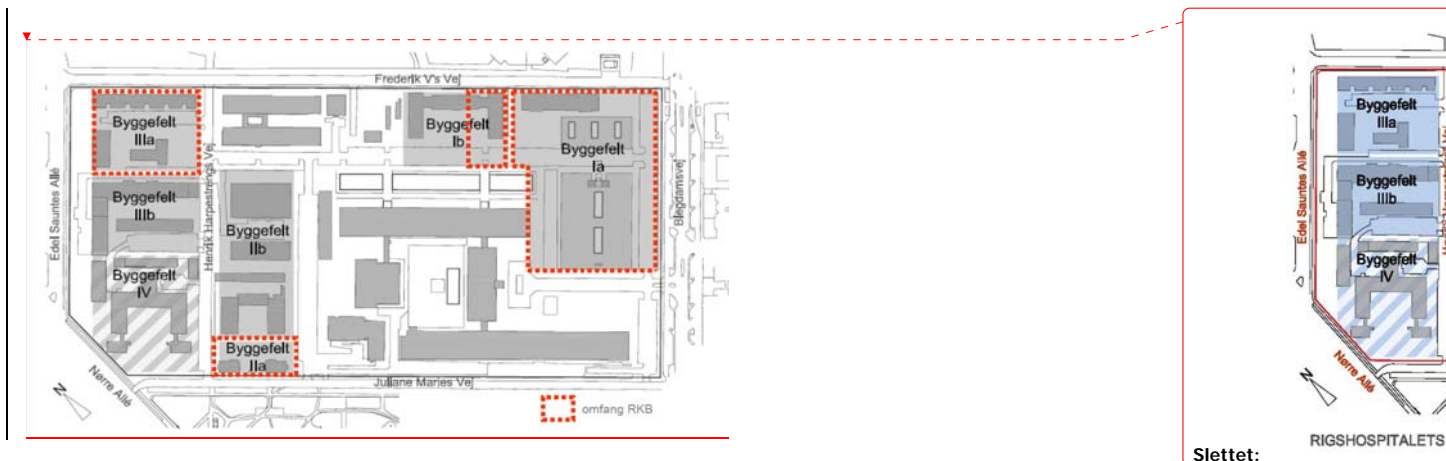 Frederik V's Vej
Byggefelt
IIIa
Byggefelt
Ib
Byggefelt
Ia
Edel Sauntes Allé
Henrik Harpestrengs Vej
Blegdamsvej
Byggefelt
IIIb
Byggefelt
IIb
Byggefelt
IV
Byggefelt
IIa
Juliane Maries Vej
Nørre Allé
N
omfang RKB
Byggefelt
IIIa
Byggefelt
IIIb
Edel Sauntes Allé
Byggefelt
IV
Nørre Allé
N
RIGSHOSPITALETS
Slettet: